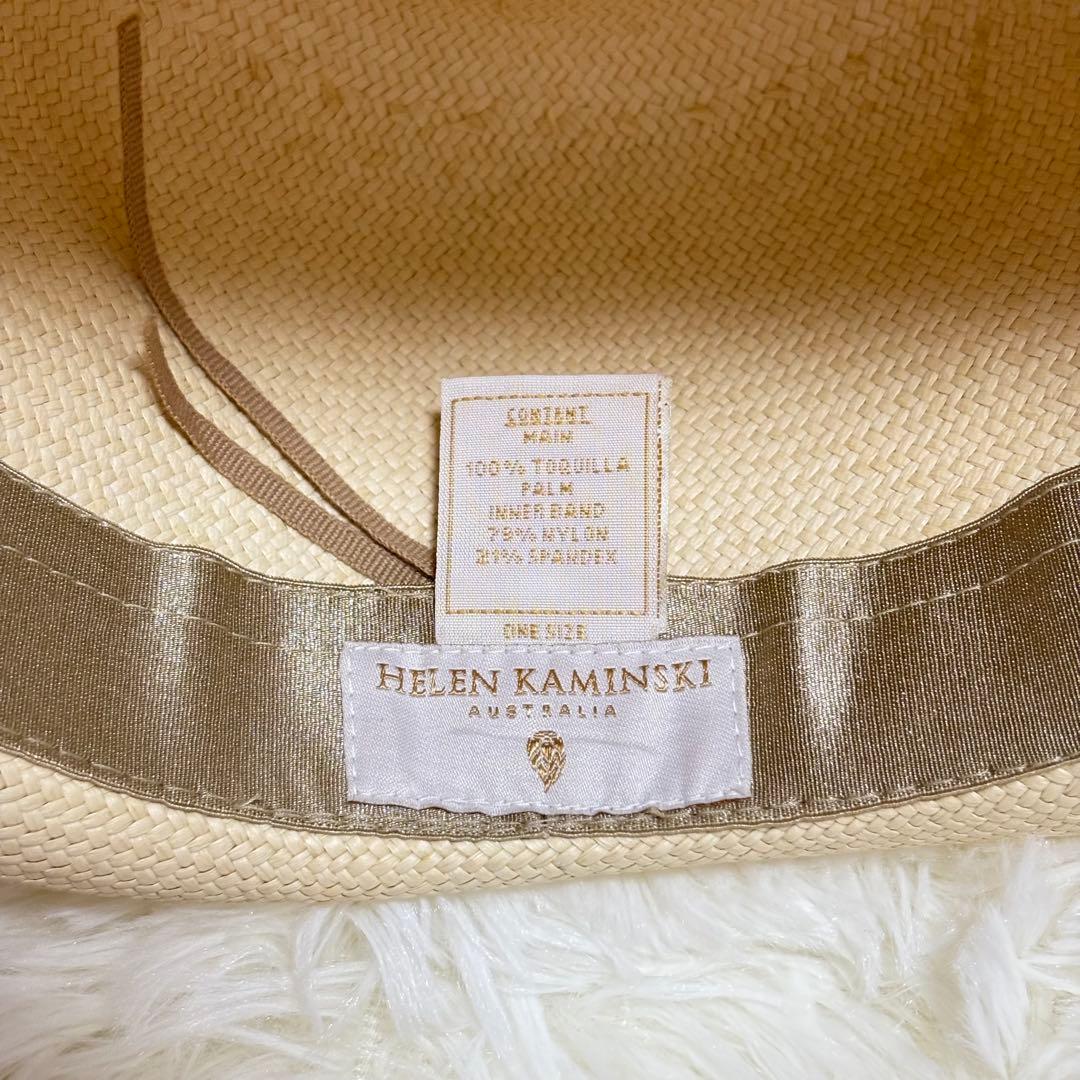 CONTENT
MAIN
100% TOQUILLA
PALM
INNER BAND
79% NYLON
21% SPANDEX
ONE SIZE
HELEN KAMINSKI
AUSTRALIA